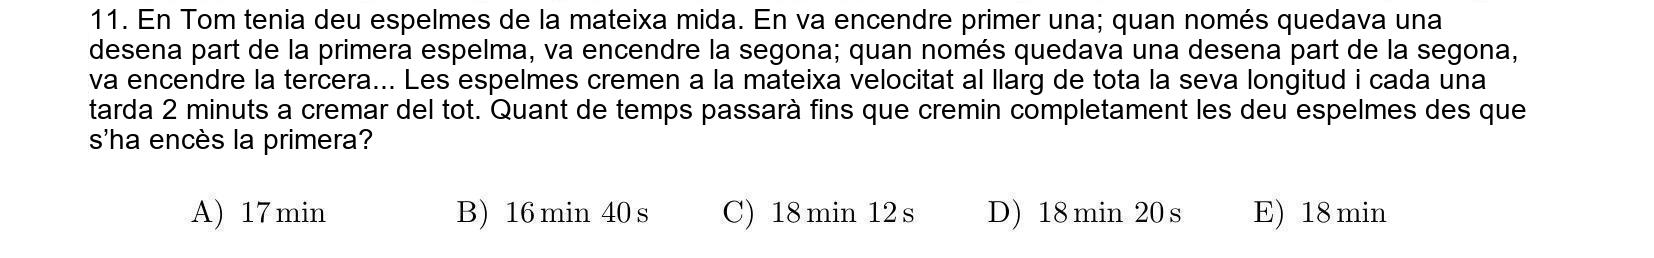 11. En Tom tenia deu espelmes de la mateixa mida. En va encendre primer una; quan només quedava una
desena part de la primera espelma, va encendre la segona; quan només quedava una desena part de la segona,
va encendre la tercera... Les espelmes cremen a la mateixa velocitat al llarg de tota la seva longitud i cada una
tarda 2 minuts a cremar del tot. Quant de temps passarà fins que cremin completament les deu espelmes des que
s'ha encès la primera?
A) 17 min B) 16 min 40 s C) 18 min 12 s D) 18 min 20 s E) 18 min